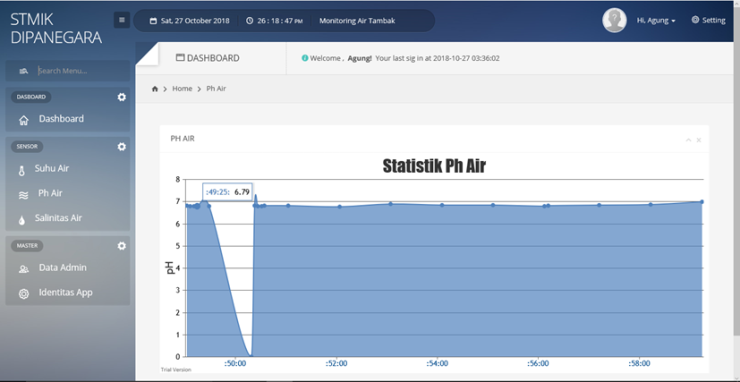 STMIK
DIPANEGARA
Sat, 27 October 2018
26 : 18 : 47 PM
Monitoring Air Tambak
Hi, Agung
Setting
Search Menu...
DASHBOARD
Welcome , Agung! Your last sig in at 2018-10-27 03:36:02
Home > Ph Air
DASBOARD
Dashboard
SENSOR
Suhu Air
Ph Air
Salinitas Air
MASTER
Data Admin
Identitas App
PH AIR
Statistik Ph Air
:49:25: 6.79
pH
8
7
6
5
4
3
2
1
0
:50:00 :52:00 :54:00 :56:00 :58:00
Trial Version